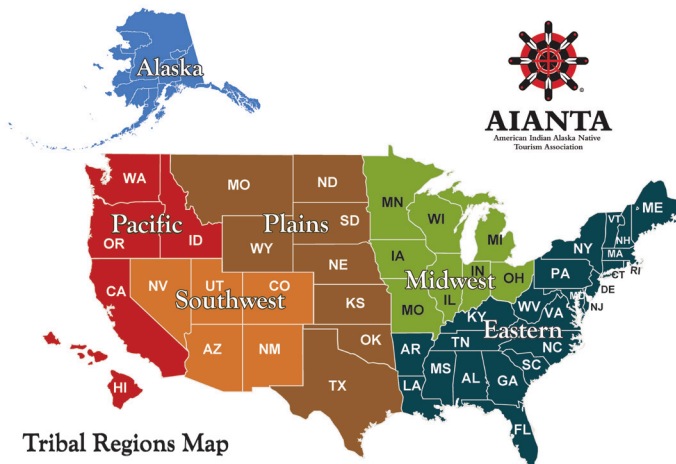 Alaska
AIANTA
American Indian Alaska Native
Tourism Association
WA
MO
ND
MN
ME
VT
NH
Pacific
Plains
SD
WI
MI
NY
MA
OR
ID
WY
IA
CT
RI
NE
PA
CA
NV
UT
CO
Southwest
Midwest
IN
OH
DE
NJ
MD
KS
MO
IL
WV
VA
KY
Eastern
AZ
NM
OK
AR
TN
NC
SC
HI
TX
LA
MS
AL
GA
FL
Tribal Regions Map